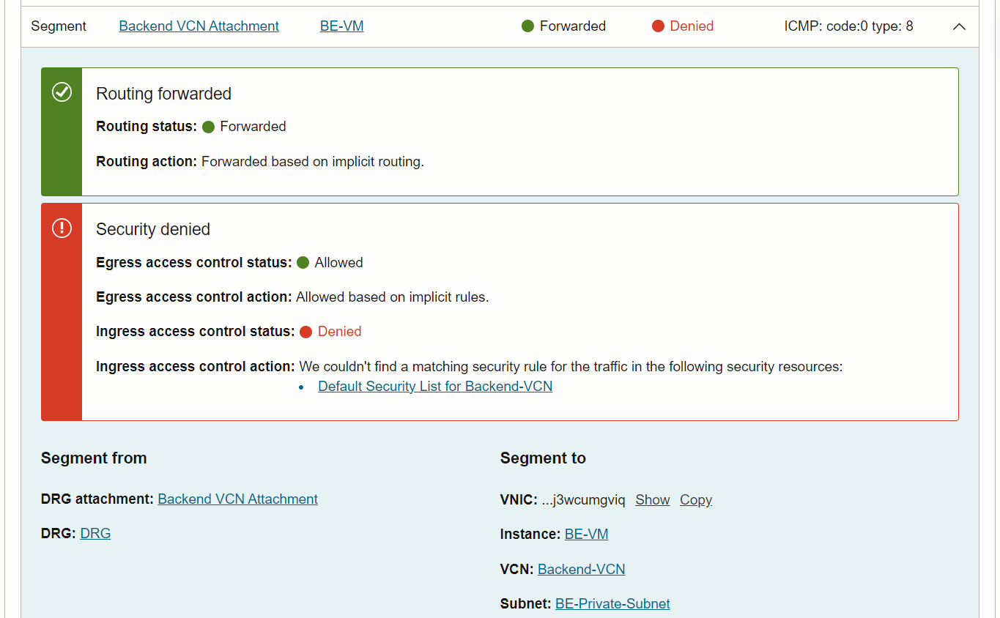 Segment Backend VCN Attachment BE-VM Forwarded Denied ICMP: code:0 type: 8
Routing forwarded
Routing status: Forwarded
Routing action: Forwarded based on implicit routing.
Security denied
Egress access control status: Allowed
Egress access control action: Allowed based on implicit rules.
Ingress access control status: Denied
Ingress access control action: We couldn't find a matching security rule for the traffic in the following security resources:
• Default Security List for Backend-VCN
Segment from
DRG attachment: Backend VCN Attachment
DRG: DRG
Segment to
VNIC: ...j3wcumgviq Show Copy
Instance: BE-VM
VCN: Backend-VCN
Subnet: BE-Private-Subnet